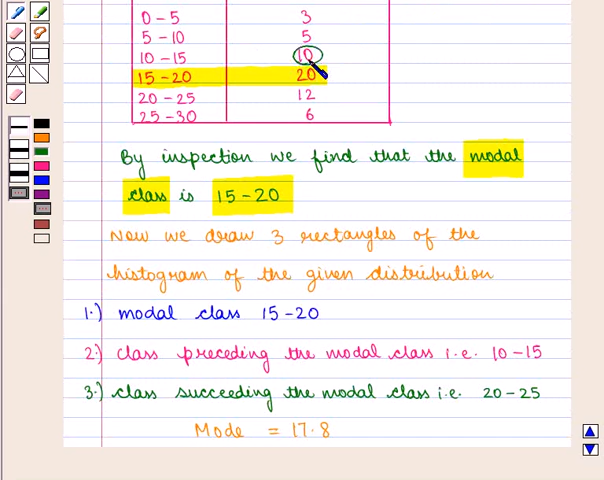 0-5 3
5-10 5
10-15 10
15-20 20
20-25 12
25-30 6
By inspection we find that the modal
class is 15-20
Now we draw 3 rectangles of the
histogram of the given distribution
1.) modal class 15-20
2.) class preceding the modal class i.e. 10-15
3.) class succeeding the modal class i.e. 20-25
Mode = 17.8